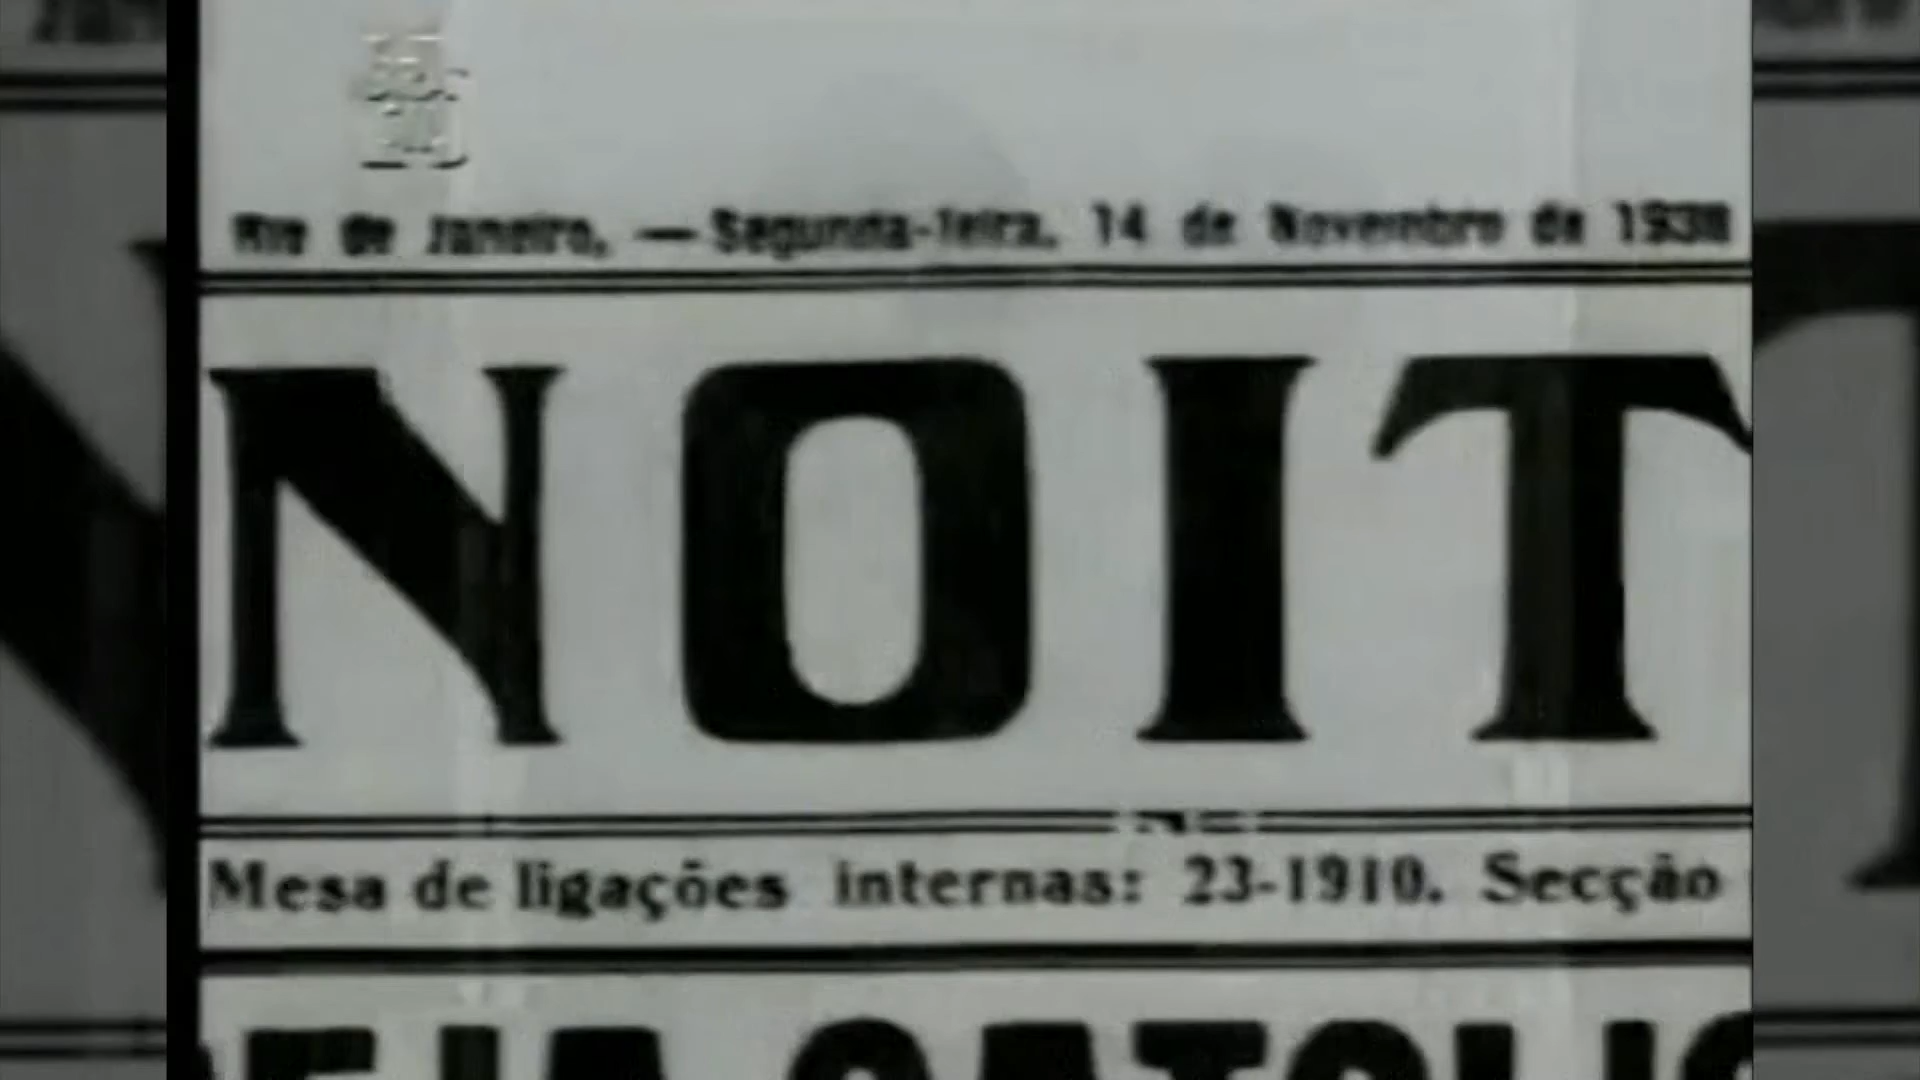 Rio de Janeiro, — Segunda-feira, 14 de Novembro de 1938
NOIT
Mesa de ligações internas: 23-1910. Secção